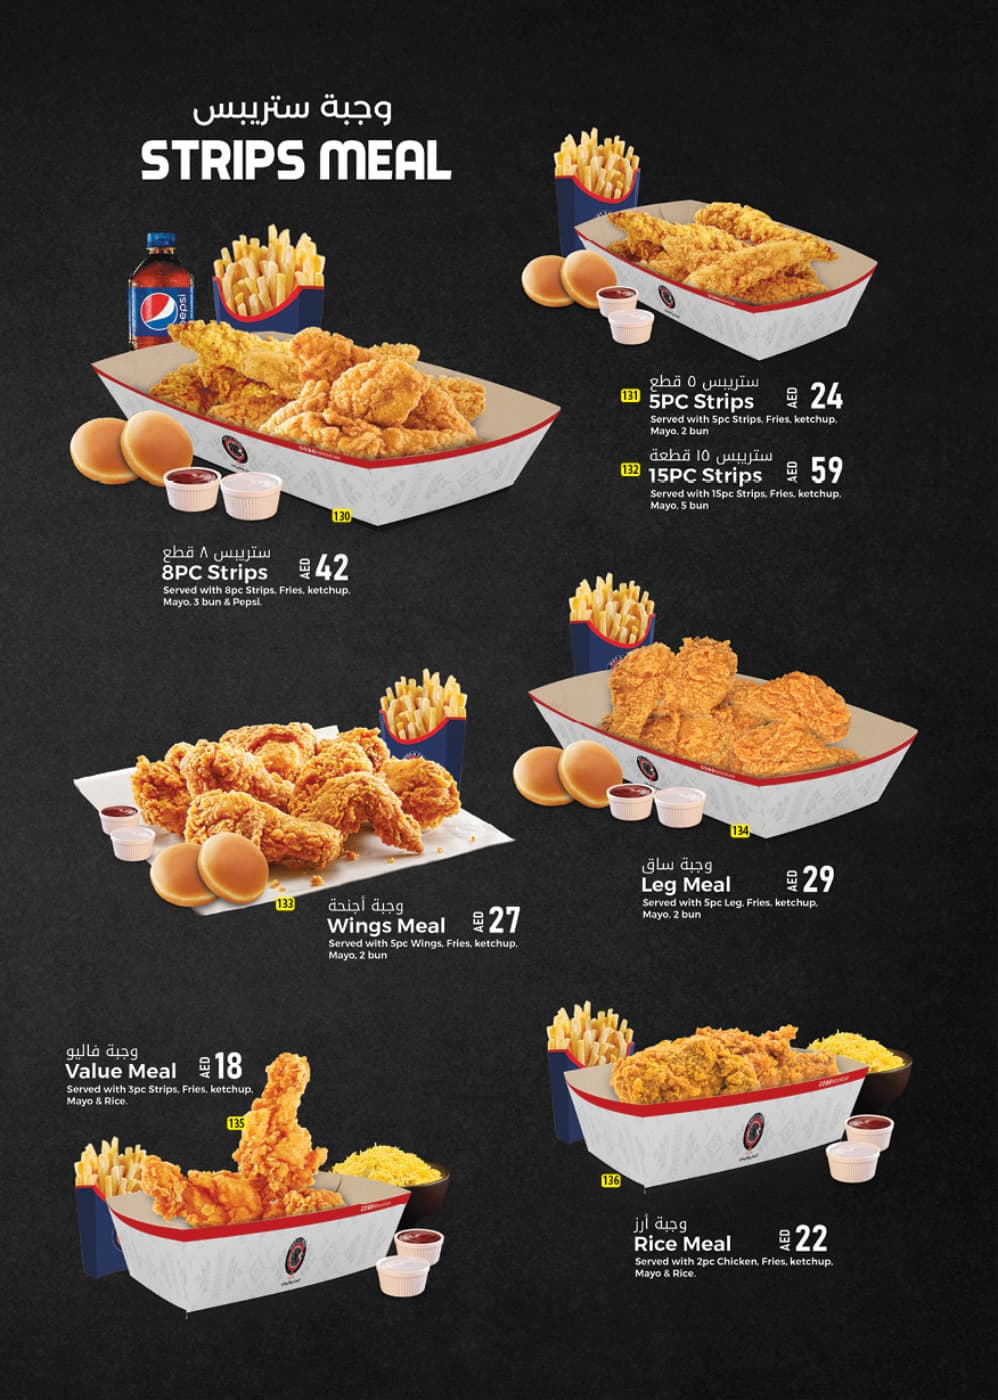 وجبة ستريبس
STRIPS MEAL
pepsi
130
ستريبس ٨ قطع
8PC Strips
AED 42
Served with 8pc Strips, Fries, ketchup,
Mayo, 3 bun & Pepsi.
ستريبس ٥ قطع
131
5PC Strips
AED 24
Served with 5pc Strips, Fries, ketchup,
Mayo, 2 bun
ستريبس ١٥ قطعة
132
15PC Strips
AED 59
Served with 15pc Strips, Fries, ketchup,
Mayo, 5 bun
133
وجبة أجنحة
Wings Meal
AED 27
Served with 5pc Wings, Fries, ketchup,
Mayo, 2 bun
134
وجبة ساق
Leg Meal
AED 29
Served with 5pc Leg, Fries, ketchup,
Mayo, 2 bun
وجبة فاليو
Value Meal
AED 18
Served with 3pc Strips, Fries, ketchup,
Mayo & Rice.
135
136
وجبة أرز
Rice Meal
AED 22
Served with 2pc Chicken, Fries, ketchup,
Mayo & Rice.